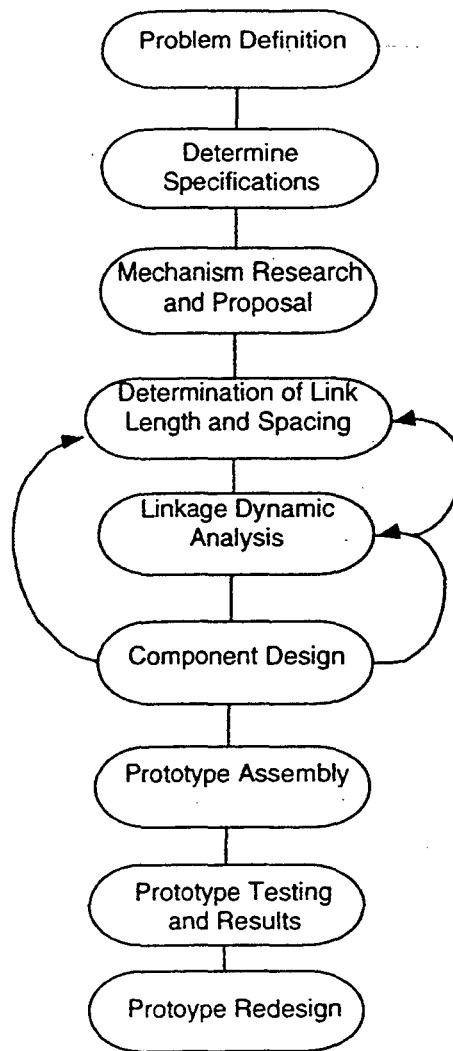 Problem Definition
Determine
Specifications
Mechanism Research
and Proposal
Determination of Link
Length and Spacing
Linkage Dynamic
Analysis
Component Design
Prototype Assembly
Prototype Testing
and Results
Protoype Redesign